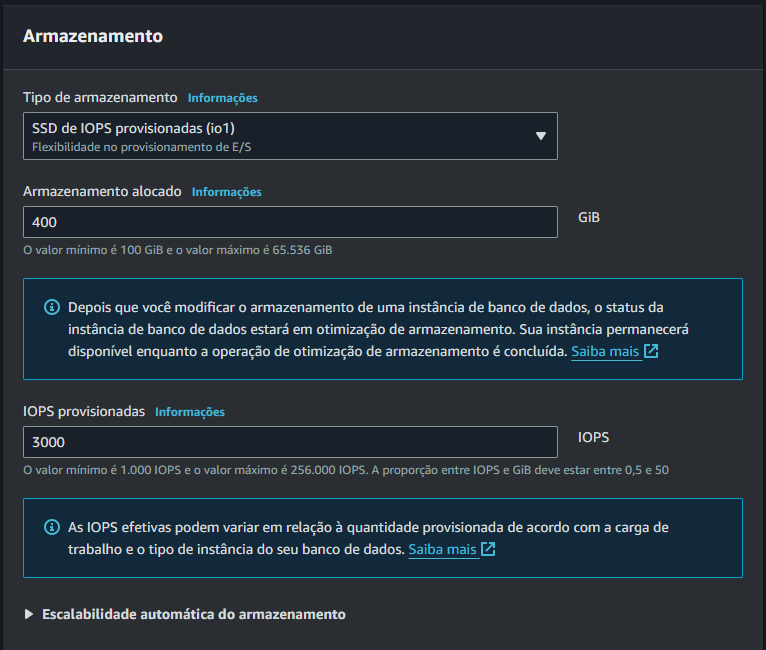 Armazenamento
Tipo de armazenamento Informações
SSD de IOPS provisionadas (io1)
Flexibilidade no provisionamento de E/S
Armazenamento alocado Informações
400 GiB
O valor mínimo é 100 GiB e o valor máximo é 65.536 GiB
Depois que você modificar o armazenamento de uma instância de banco de dados, o status da
instância de banco de dados estará em otimização de armazenamento. Sua instância permanecerá
disponível enquanto a operação de otimização de armazenamento é concluída. Saiba mais
IOPS provisionadas Informações
3000 IOPS
O valor mínimo é 1.000 IOPS e o valor máximo é 256.000 IOPS. A proporção entre IOPS e GiB deve estar entre 0,5 e 50
As IOPS efetivas podem variar em relação à quantidade provisionada de acordo com a carga de
trabalho e o tipo de instância do seu banco de dados. Saiba mais
Escalabilidade automática do armazenamento